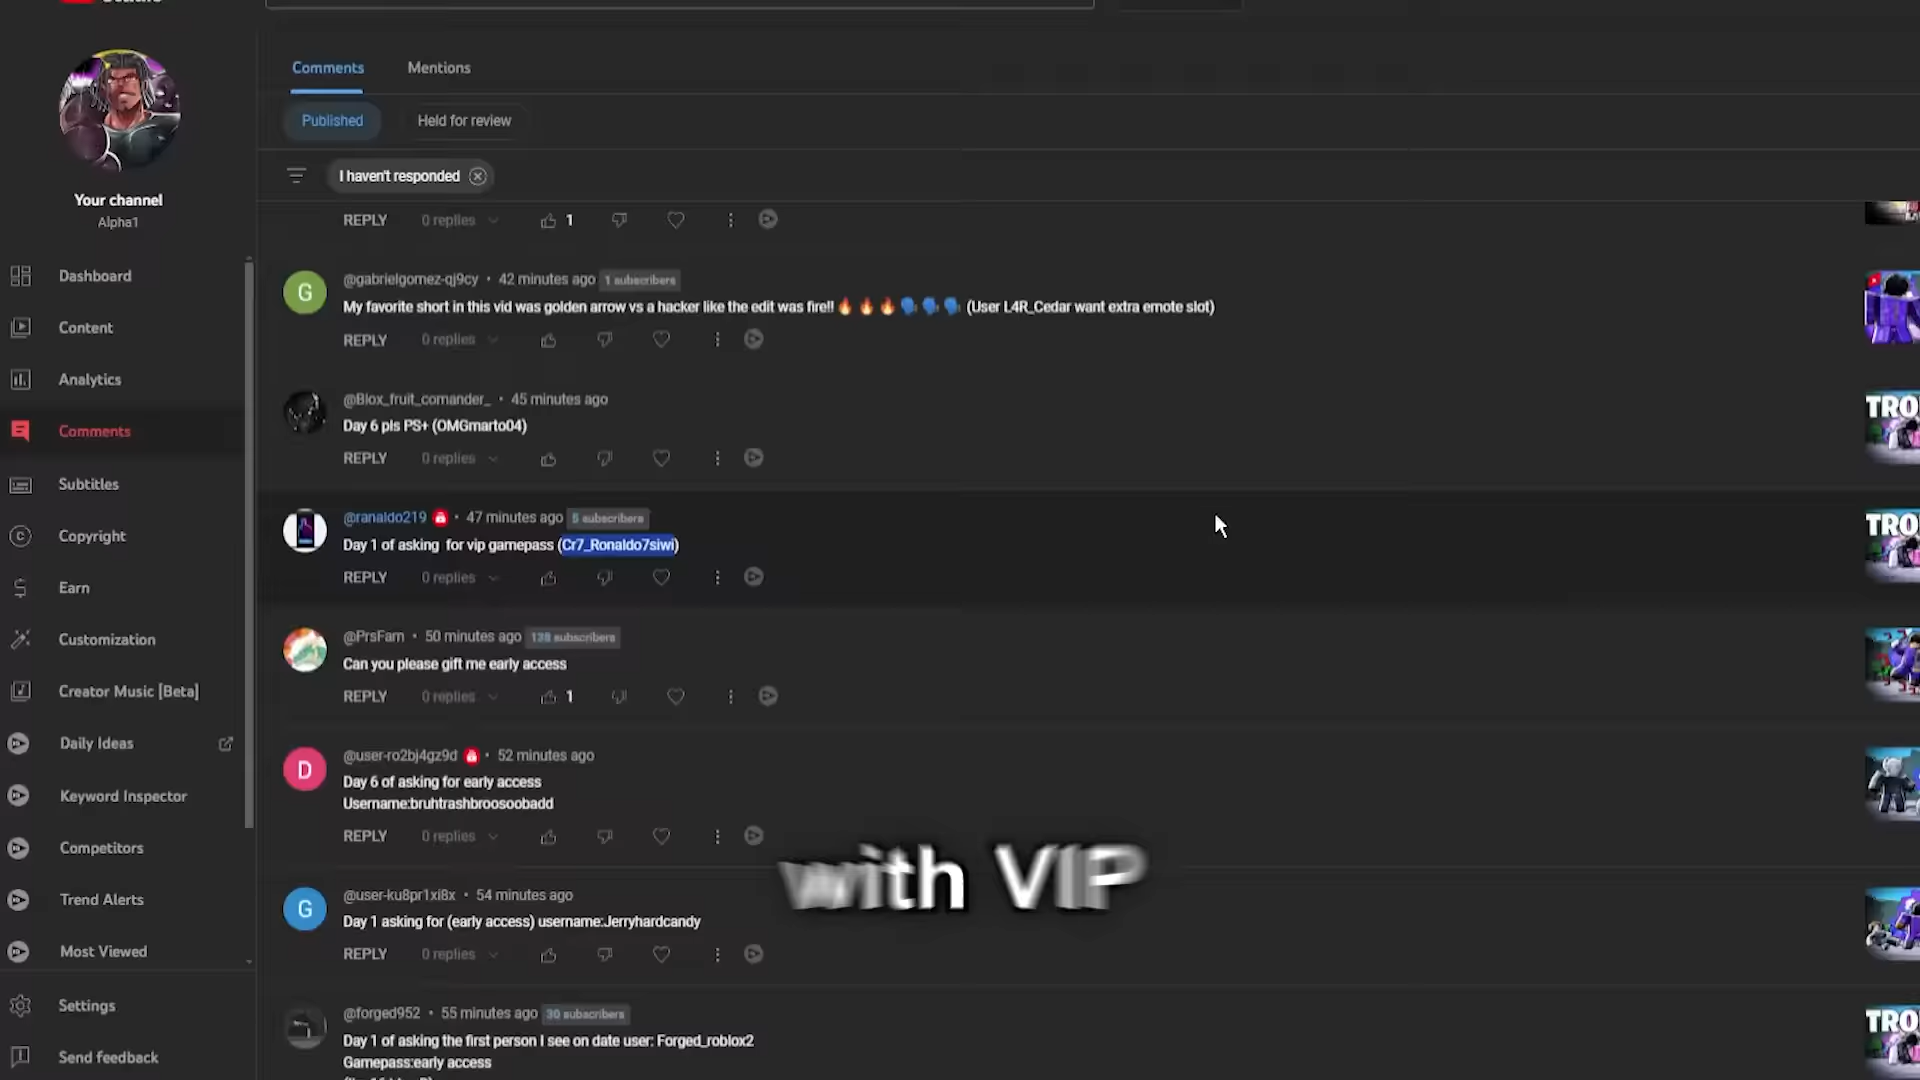 Comments
Mentions
Published
Held for review
I haven't responded
Your channel
Alpha1
Dashboard
Content
Analytics
Comments
Subtitles
Copyright
Earn
Customization
Creator Music [Beta]
Daily Ideas
Keyword Inspector
Competitors
Trend Alerts
Most Viewed
Settings
Send feedback
REPLY 0 replies 1
G
@gabrielgomez-qj9cy • 42 minutes ago 1 subscribers
My favorite short in this vid was golden arrow vs a hacker like the edit was fire!! 🔥 🔥 🔥 🗣️ 🗣️ 🗣️ (User L4R_Cedar want extra emote slot)
REPLY 0 replies
@Blox_fruit_comander_ • 45 minutes ago
Day 6 pls PS+ (OMGmarto04)
REPLY 0 replies
TRO
@ranaldo219 • 47 minutes ago 5 subscribers
Day 1 of asking for vip gamepass (Cr7_Ronaldo7siwi)
REPLY 0 replies
TRO
@PrsFam • 50 minutes ago 138 subscribers
Can you please gift me early access
REPLY 0 replies 1
D
@user-ro2bj4gz9d • 52 minutes ago
Day 6 of asking for early access
Username:bruhtrashbroosoobadd
REPLY 0 replies
with VIP
G
@user-ku8pr1xi8x • 54 minutes ago
Day 1 asking for (early access) username:Jerryhardcandy
REPLY 0 replies
@forged952 • 55 minutes ago 30 subscribers
Day 1 of asking the first person I see on date user: Forged_roblox2
Gamepass:early access
TRO